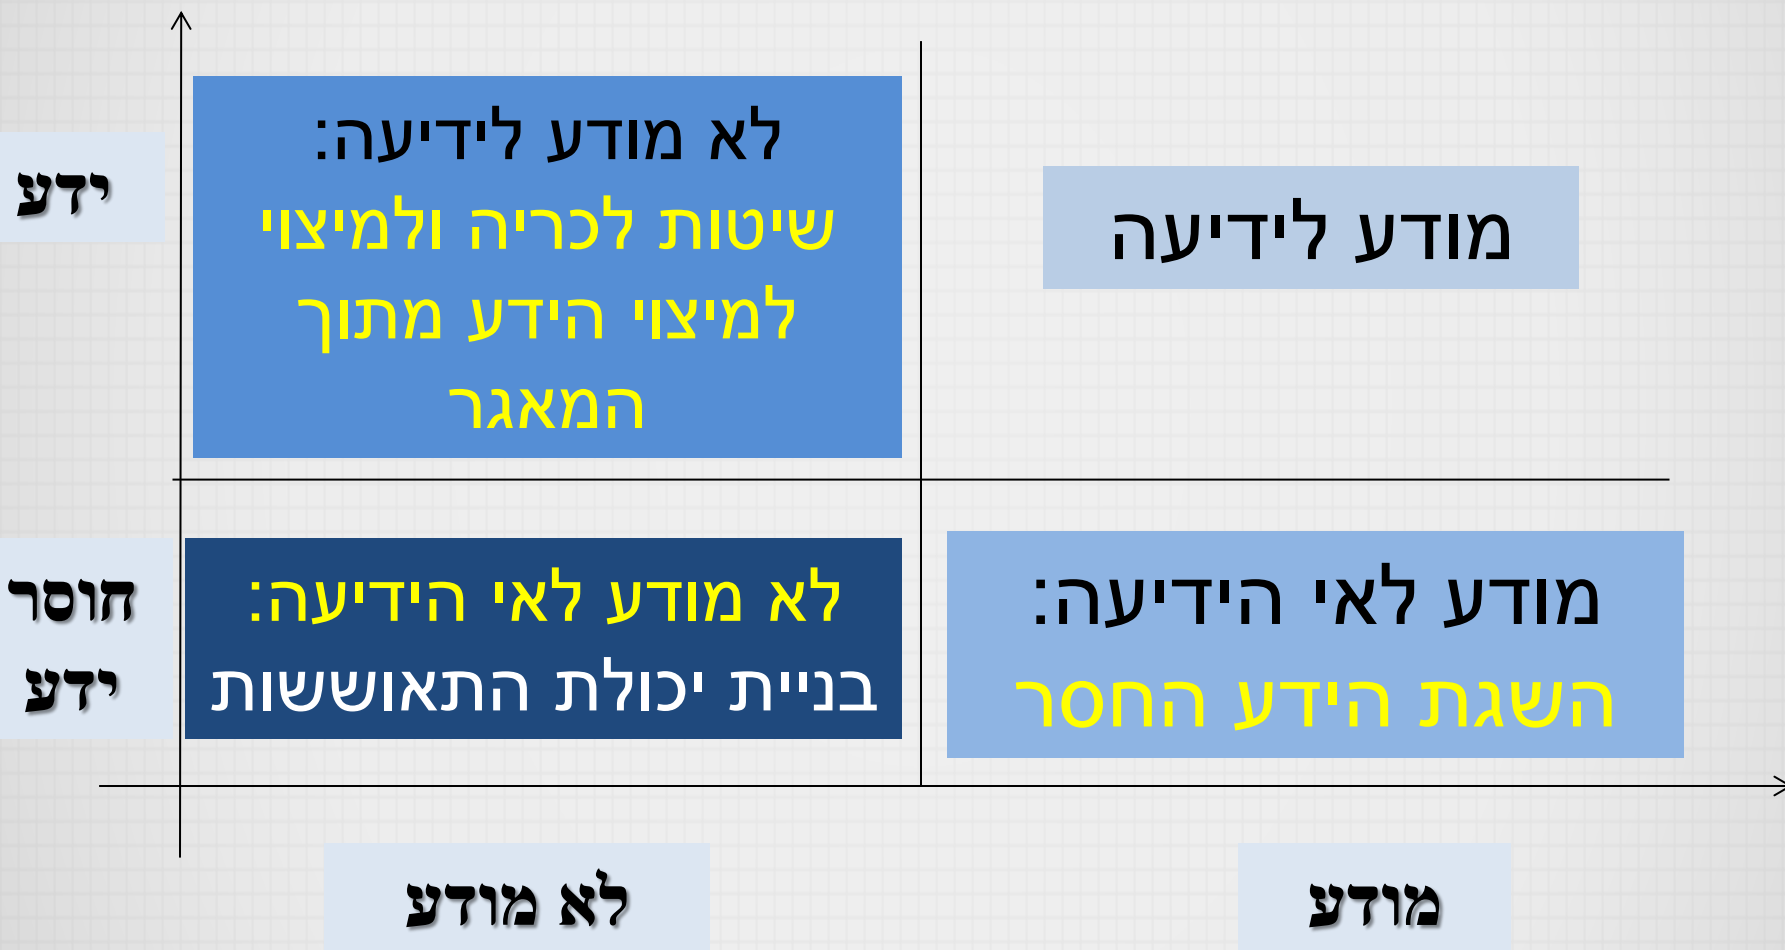 ידע
לא מודע לידיעה:
שיטות לכריה ולמיצוי
למיצוי הידע מתוך
המאגר
מודע לידיעה
חוסר
ידע
לא מודע לאי הידיעה:
בניית יכולת התאוששות
מודע לאי הידיעה:
השגת הידע החסר
לא מודע
מודע